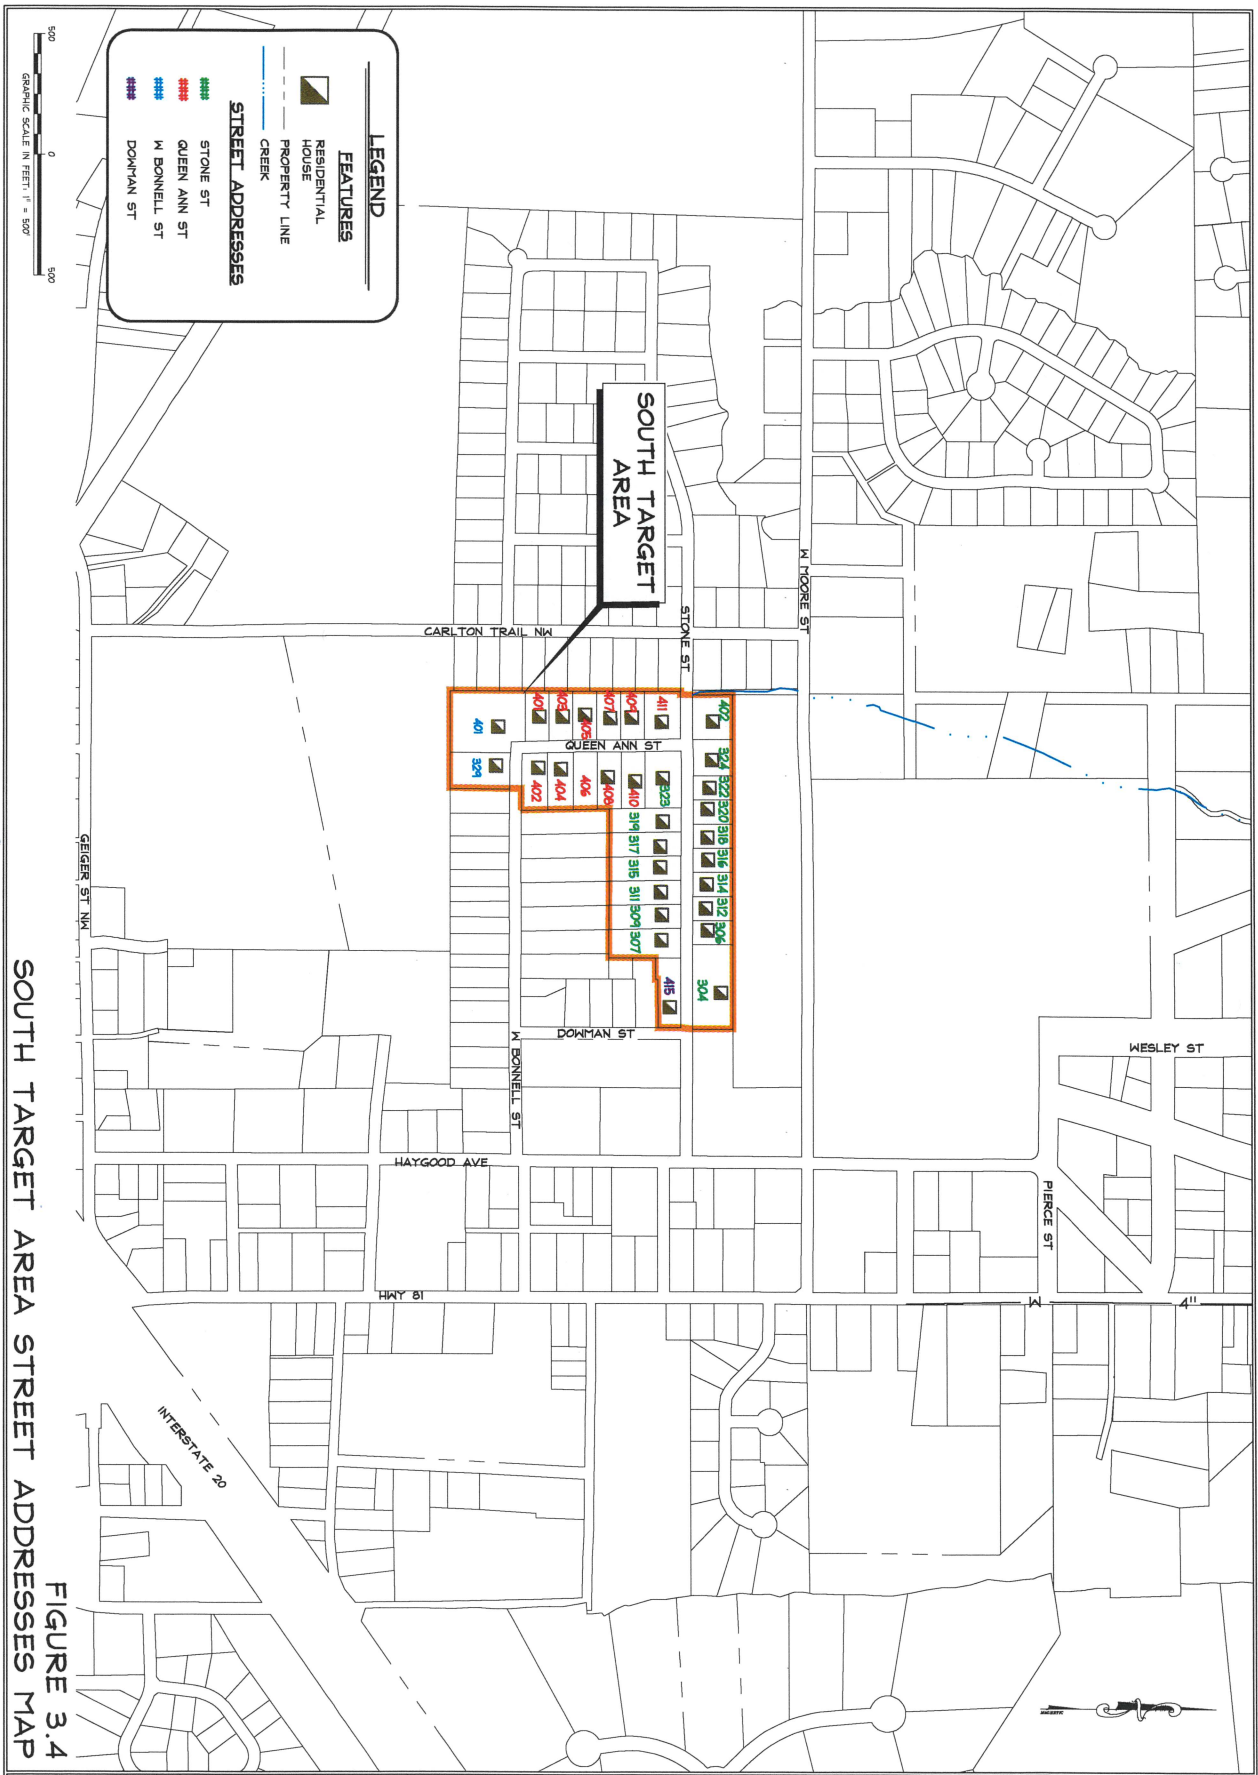 LEGEND
FEATURES
RESIDENTIAL
HOUSE
PROPERTY LINE
CREEK
STREET ADDRESSES
### STONE ST
### QUEEN ANN ST
### W BONNELL ST
### DOWMAN ST
500 0 500
GRAPHIC SCALE IN FEET: 1" = 500'
SOUTH TARGET
AREA
W MOORE ST
STONE ST
CARLTON TRAIL NW
QUEEN ANN ST
402
324
322
320
318
316
314
312
306
304
411
409
407
405
403
401
401
329
323
410
408
406
404
402
319
317
315
311
309
307
415
DOWMAN ST
W BONNELL ST
GEIGER ST NW
WESLEY ST
HAYGOOD AVE
PIERCE ST
HWY 81
W
4"
INTERSTATE 20
MAGNETIC
FIGURE 3.4
SOUTH TARGET AREA STREET ADDRESSES MAP